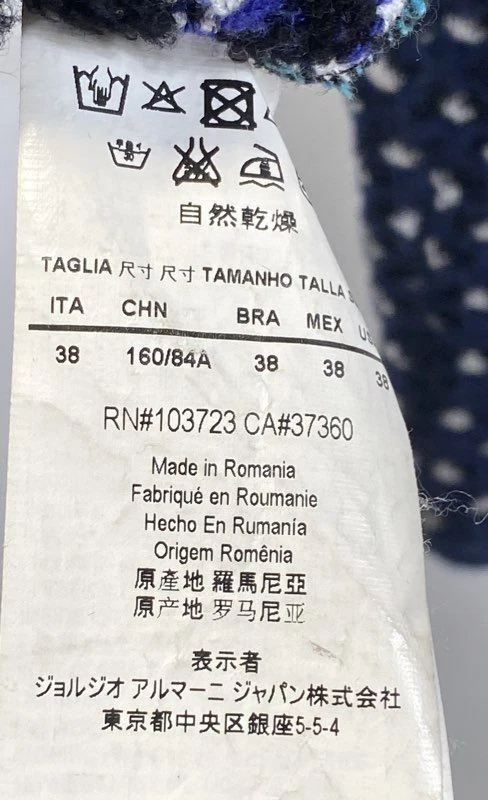 自然乾燥
TAGLIA 尺寸 尺寸 TAMANHO TALLA
ITA CHN BRA MEX
38 160/84A 38 38 38
RN#103723 CA#37360
Made in Romania
Fabriqué en Roumanie
Hecho En Rumanía
Origem Romênia
原產地 羅馬尼亞
原产地 罗马尼亚
表示者
ジョルジオ アルマーニ ジャパン株式会社
東京都中央区銀座5-5-4